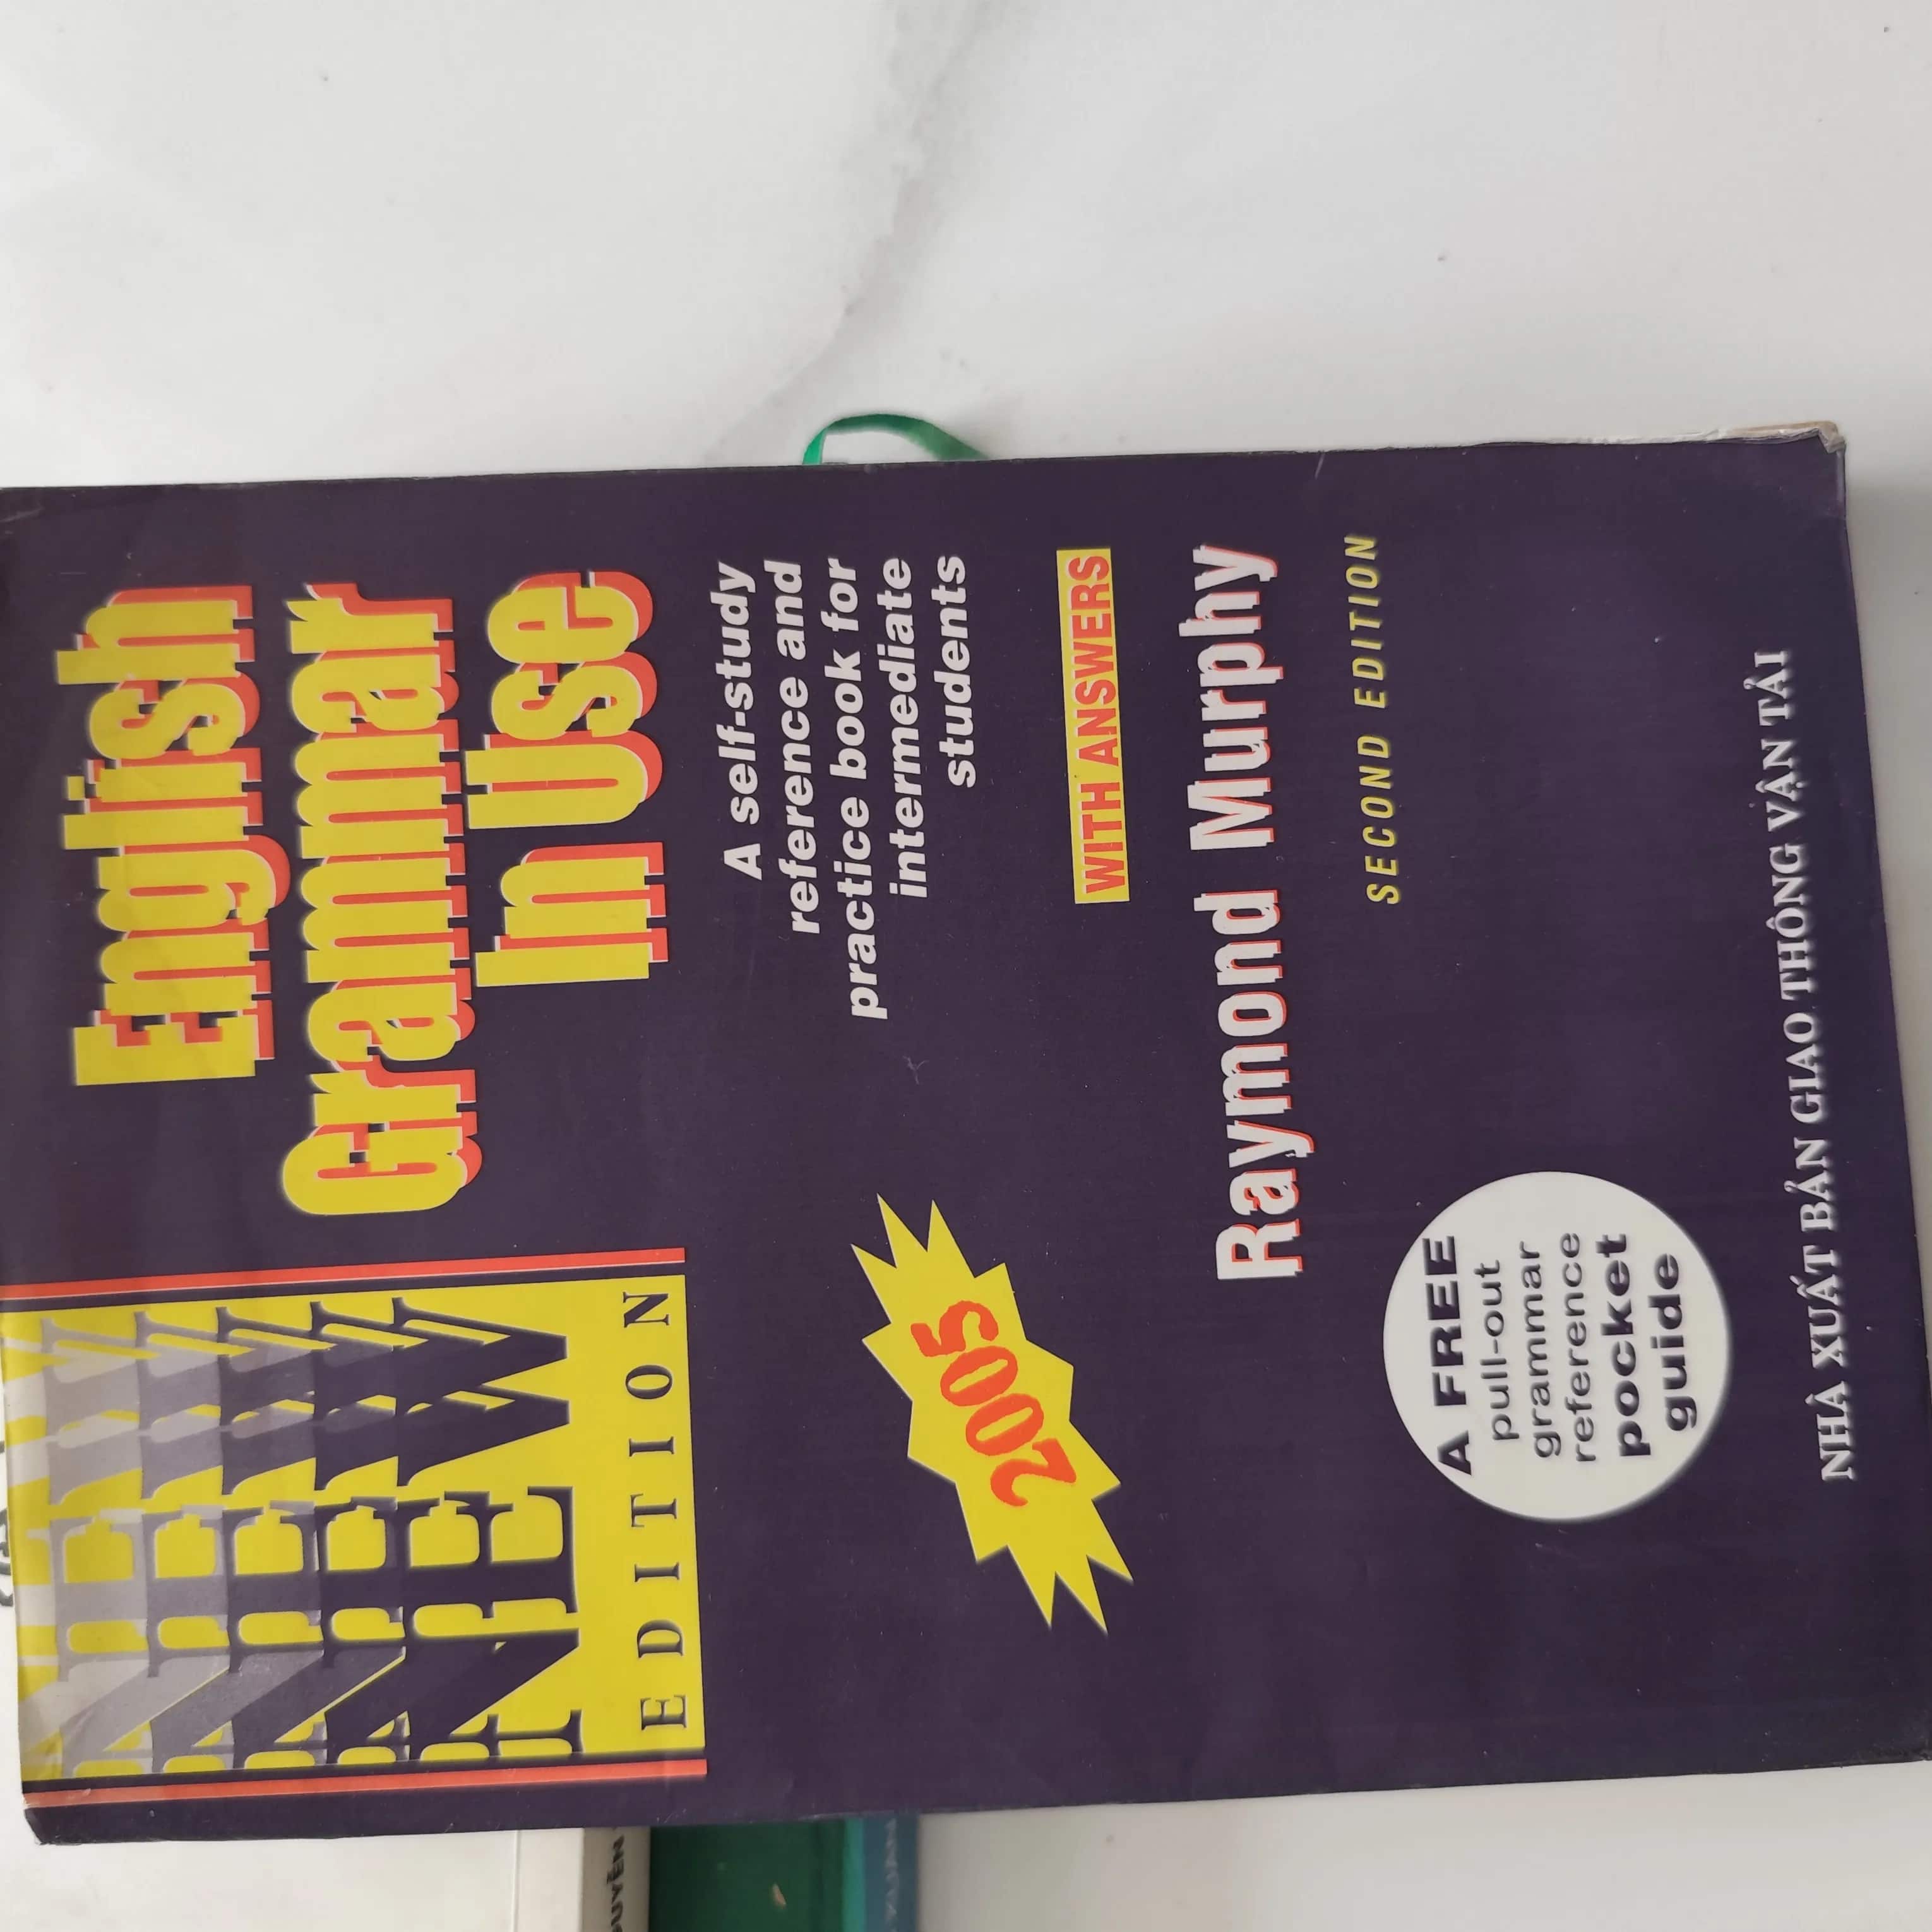 NEW
EDITION
English
Grammar
In Use
A self-study
reference and
practice book for
intermediate
students
2005
WITH ANSWERS
Raymond Murphy
SECOND EDITION
A FREE
pull-out
grammar
reference
pocket
guide
NHÀ XUẤT BẢN GIAO THÔNG VẬN TẢI